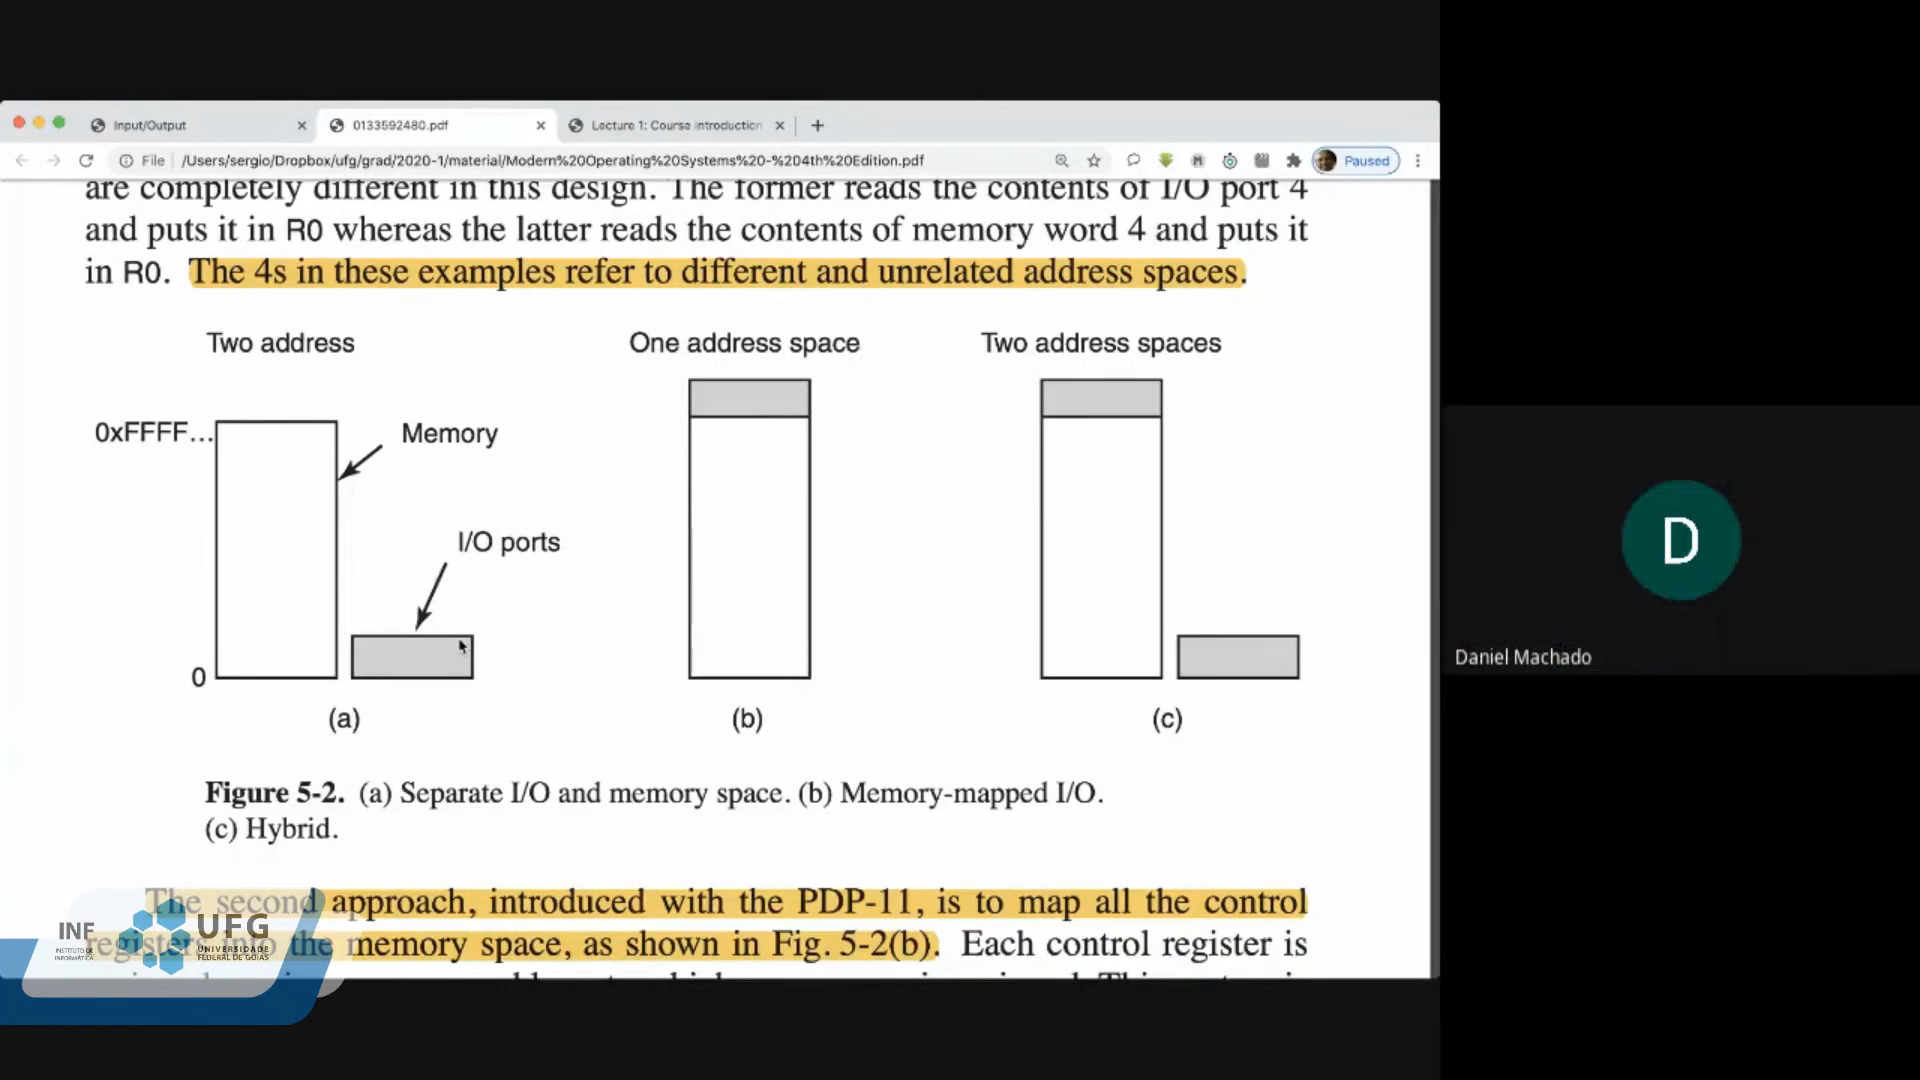 Input/Output
0133592480.pdf
Lecture 1: Course Introduction
File
/Users/sergio/Dropbox/ufg/grad/2020-1/material/Modern%20Operating%20Systems%20-%204th%20Edition.pdf
Paused
are completely different in this design. The former reads the contents of I/O port 4
and puts it in R0 whereas the latter reads the contents of memory word 4 and puts it
in R0. The 4s in these examples refer to different and unrelated address spaces.
Two address
One address space
Two address spaces
0xFFFF…
Memory
I/O ports
0
(a)
(b)
(c)
Figure 5-2. (a) Separate I/O and memory space. (b) Memory-mapped I/O.
(c) Hybrid.
The second approach, introduced with the PDP-11, is to map all the control
registers into the memory space, as shown in Fig. 5-2(b). Each control register is
INF
INSTITUTO DE
INFORMÁTICA
UFG
UNIVERSIDADE
FEDERAL DE GOIÁS
D
Daniel Machado